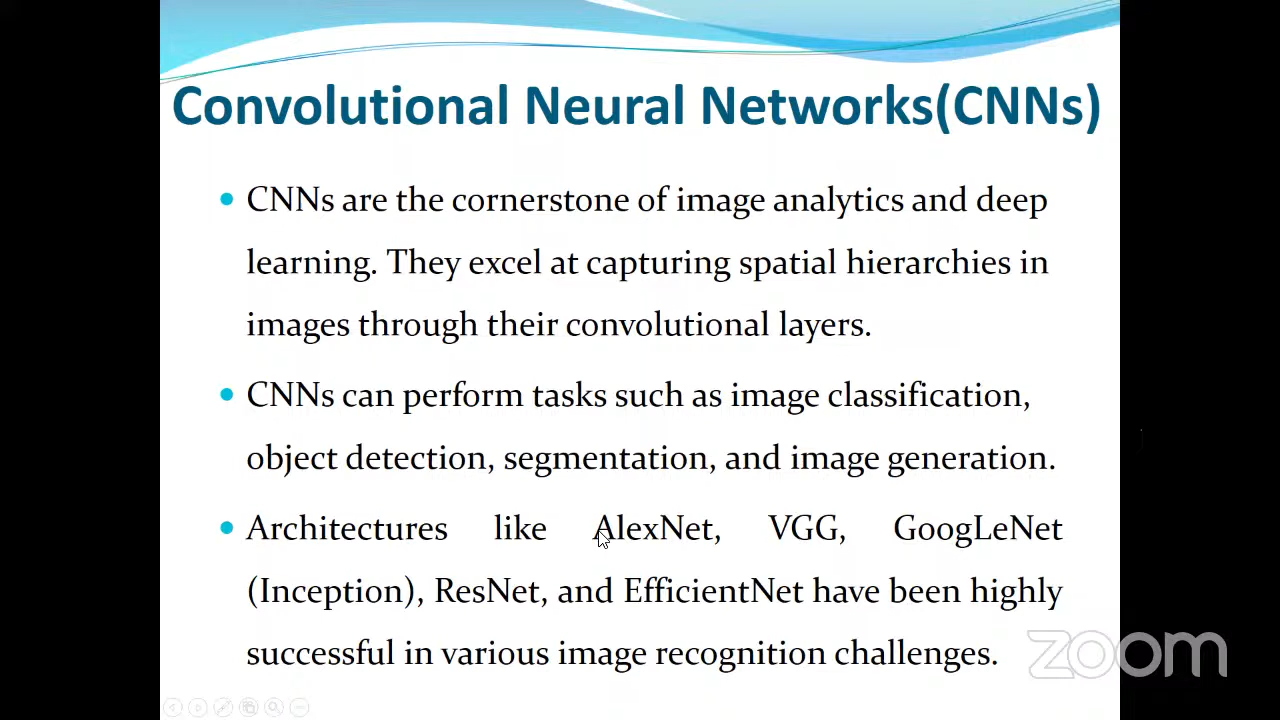 Convolutional Neural Networks(CNNs)
CNNs are the cornerstone of image analytics and deep
learning. They excel at capturing spatial hierarchies in
images through their convolutional layers.
CNNs can perform tasks such as image classification,
object detection, segmentation, and image generation.
Architectures like AlexNet, VGG, GoogLeNet
(Inception), ResNet, and EfficientNet have been highly
successful in various image recognition challenges.
zoom